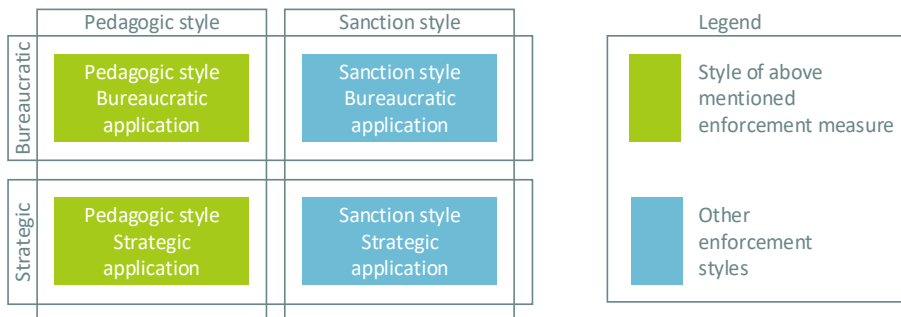 Pedagogic style
Sanction style
Legend
Bureaucratic
Pedagogic style
Bureaucratic
application
Sanction style
Bureaucratic
application
Style of above
mentioned
enforcement measure
Strategic
Pedagogic style
Strategic
application
Sanction style
Strategic
application
Other
enforcement
styles